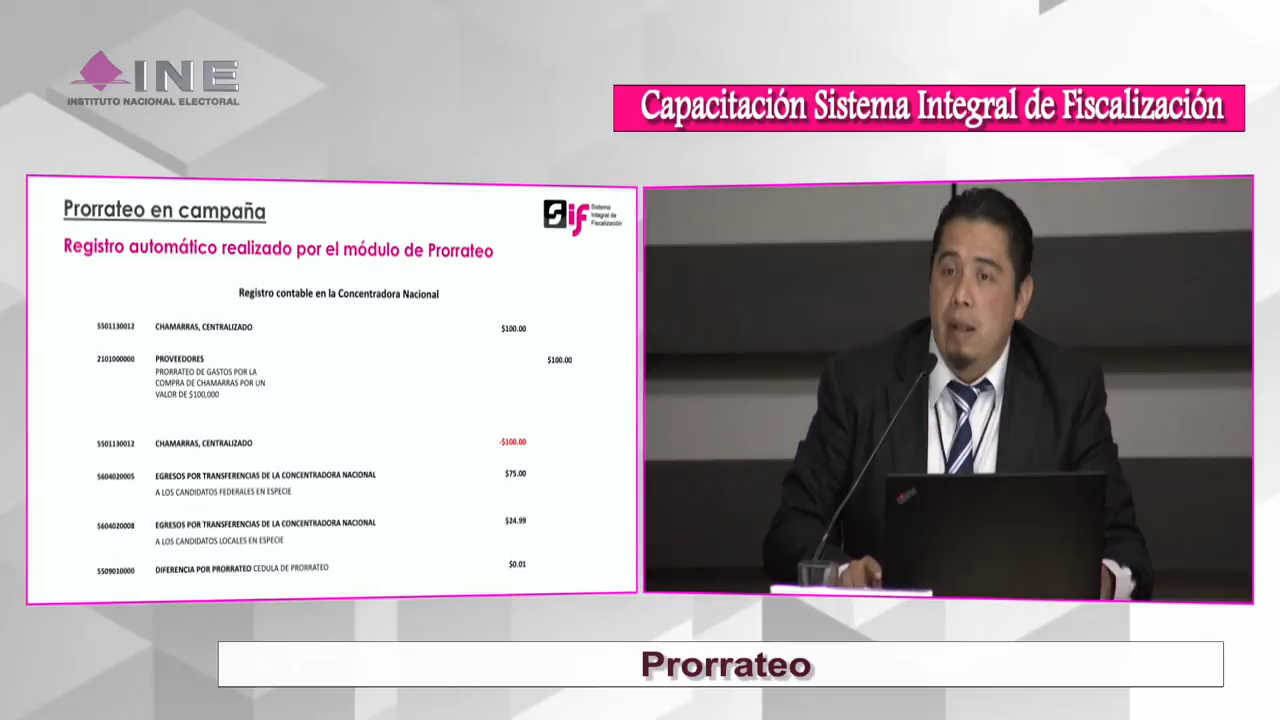 INE
INSTITUTO NACIONAL ELECTORAL
Capacitación Sistema Integral de Fiscalización
Prorrateo en campaña
Sistema
Integral de
Fiscalización
Sif
Registro automático realizado por el módulo de Prorrateo
Registro contable en la Concentradora Nacional
5501130012 CHAMARRAS, CENTRALIZADO $100.00
2101000000 PROVEEDORES $100.00
PRORRATEO DE GASTOS POR LA
COMPRA DE CHAMARRAS POR UN
VALOR DE $100,000
5501130012 CHAMARRAS, CENTRALIZADO -$100.00
5604020005 EGRESOS POR TRANSFERENCIAS DE LA CONCENTRADORA NACIONAL $75.00
A LOS CANDIDATOS FEDERALES EN ESPECIE
5604020008 EGRESOS POR TRANSFERENCIAS DE LA CONCENTRADORA NACIONAL $24.99
A LOS CANDIDATOS LOCALES EN ESPECIE
5509010000 DIFERENCIA POR PRORRATEO CEDULA DE PRORRATEO $0.01
Prorrateo